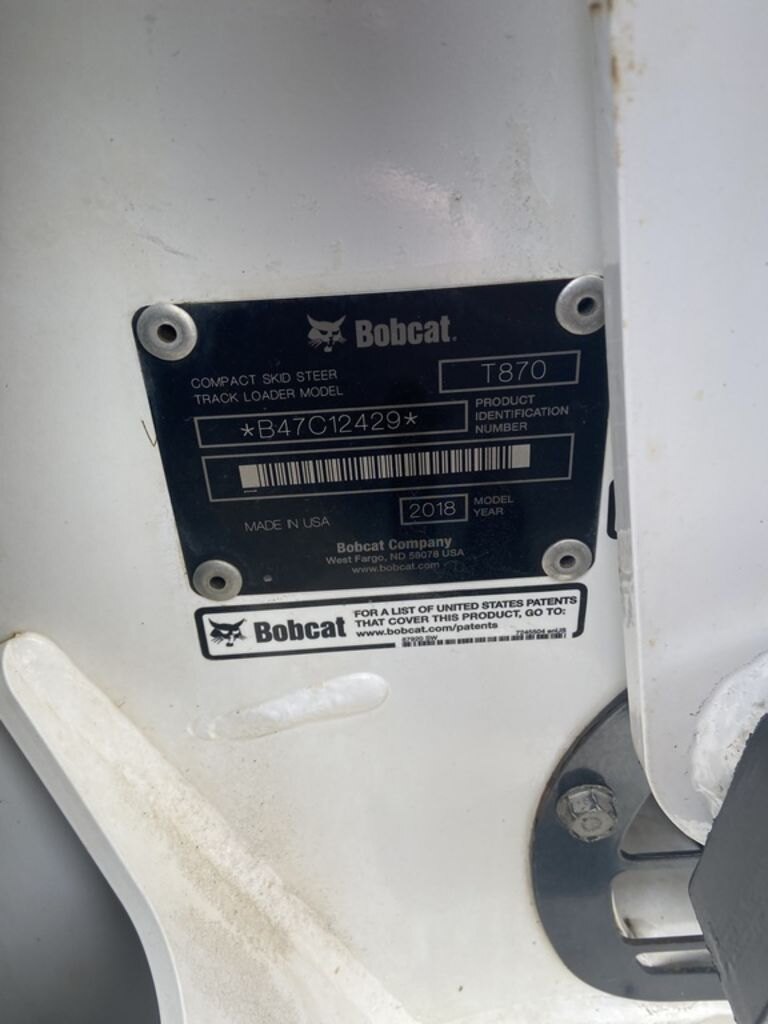 Bobcat®
COMPACT SKID STEER
TRACK LOADER MODEL
T870
*B47C12429*
PRODUCT
IDENTIFICATION
NUMBER
MADE IN USA
2018
MODEL
YEAR
Bobcat Company
West Fargo, ND 58078 USA
www.bobcat.com
Bobcat
FOR A LIST OF UNITED STATES PATENTS
THAT COVER THIS PRODUCT, GO TO:
www.bobcat.com/patents
7245504 enUS